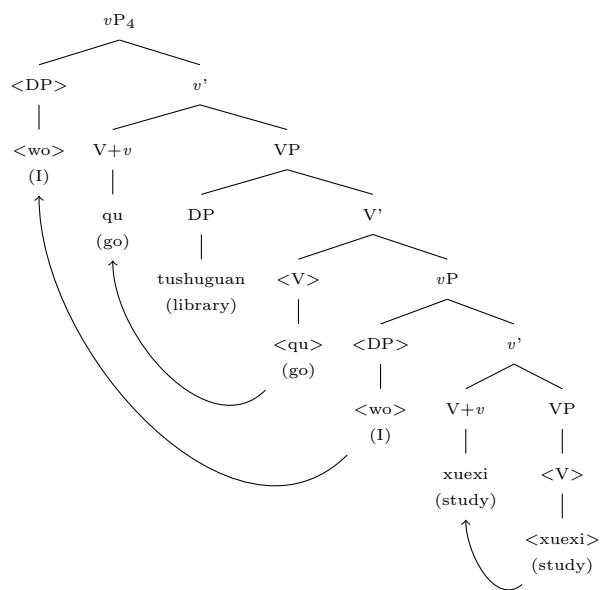 vP₄
<DP> v'
<wo> V+v VP
(I)
qu DP V'
(go)
tushuguan <V> vP
(library)
<qu> <DP> v'
(go)
<wo> V+v VP
(I)
xuexi <V>
(study)
<xuexi>
(study)